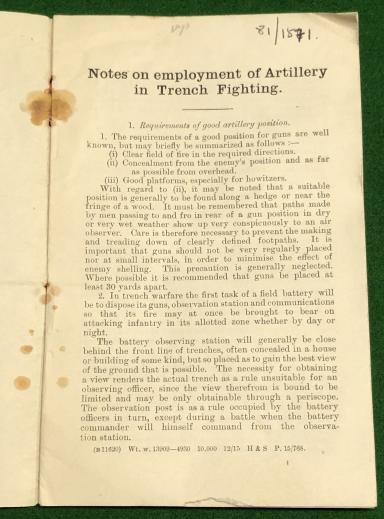 81/1571.
Notes on employment of Artillery
in Trench Fighting.
1. Requirements of good artillery position.
1. The requirements of a position for guns are well
known, but may briefly be summarized as follows :—
(i) Clear field of fire in the required directions.
(ii) Concealment from the enemy's position and as far
as possible from overhead.
(iii) Good platforms, especially for howitzers.
With regard to (ii), it may be noted that a suitable
position is generally to be found along a hedge or near the
fringe of a wood. It must be remembered that paths made
by men passing to and fro in rear of a gun position in dry
or very wet weather show up very conspicuously to an air
observer. Care is therefore necessary to prevent the making
and treading down of clearly defined footpaths. It is
important that guns should not be very regularly placed
nor at small intervals, in order to minimise the effect of
enemy shelling. This precaution is generally neglected.
Where possible it is recommended that guns be placed at
least 30 yards apart.
2. In trench warfare the first task of a field battery will
be to dispose its guns, observation station and communications
so that its fire may at once be brought to bear on
attacking infantry in its allotted zone whether by day or
night.
The battery observing station will generally be close
behind the front line of trenches, often concealed in a house
or building of some kind, but so placed as to gain the best view
of the ground that is possible. The necessity for obtaining
a view renders the actual trench as a rule unsuitable for an
observing officer, since the view therefrom is bound to be
limited and may be only obtainable through a periscope.
The observation post is as a rule occupied by the battery
officers in turn, except during a battle when the battery
commander will himself command from the observa-
tion station.
(B 11620) Wt. w. 13902—4930 10,000 12/15 H & S P. 15/768.